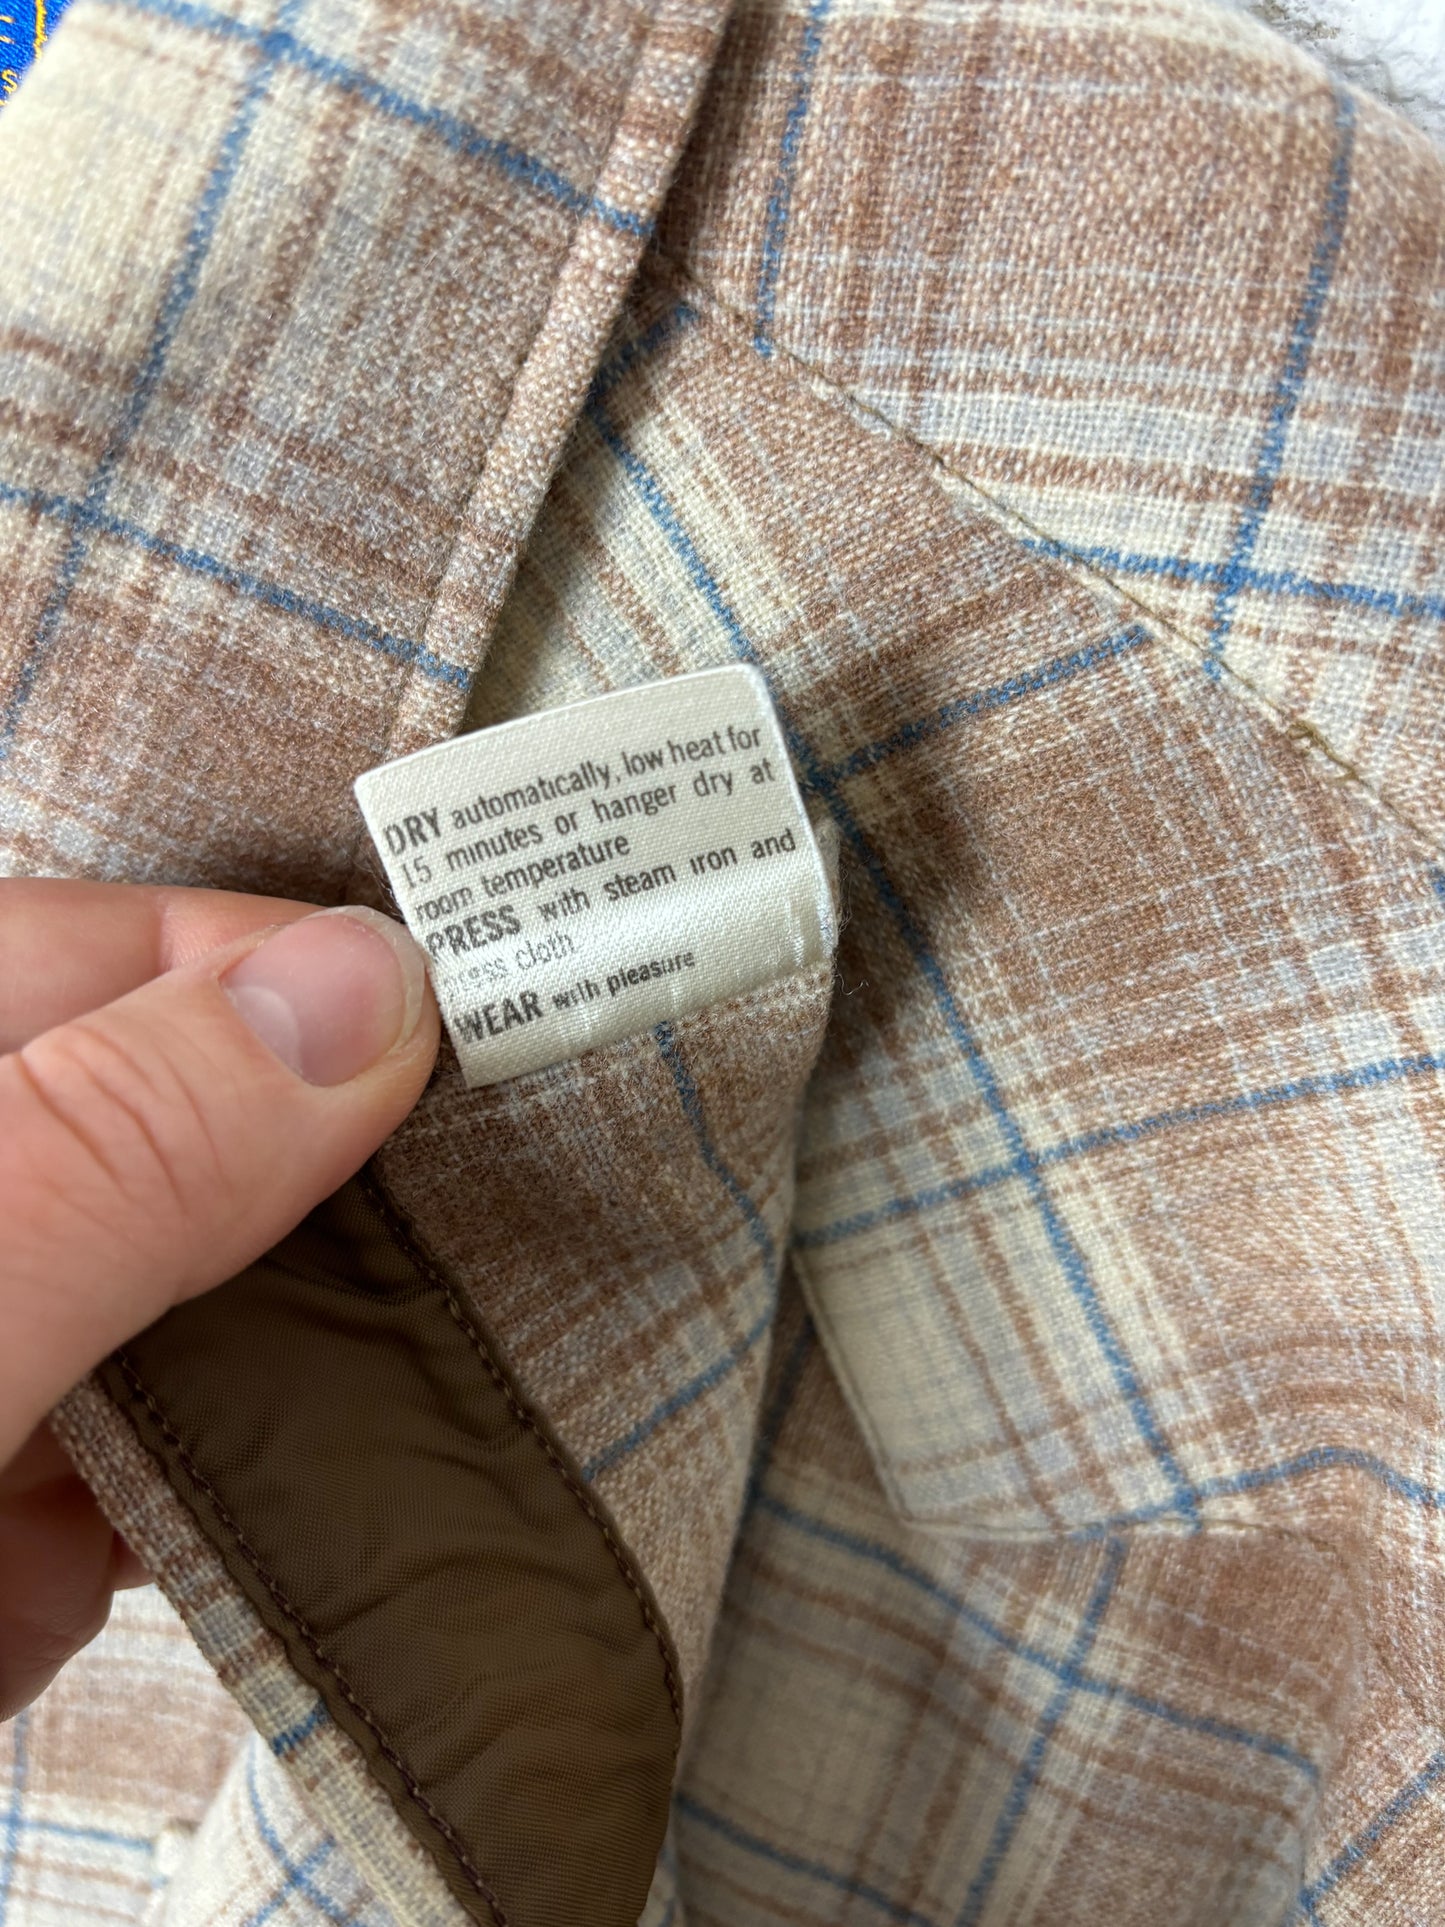 DRY automatically, low heat for
15 minutes or hanger dry at
room temperature
PRESS with steam iron and
press cloth
WEAR with pleasure
S